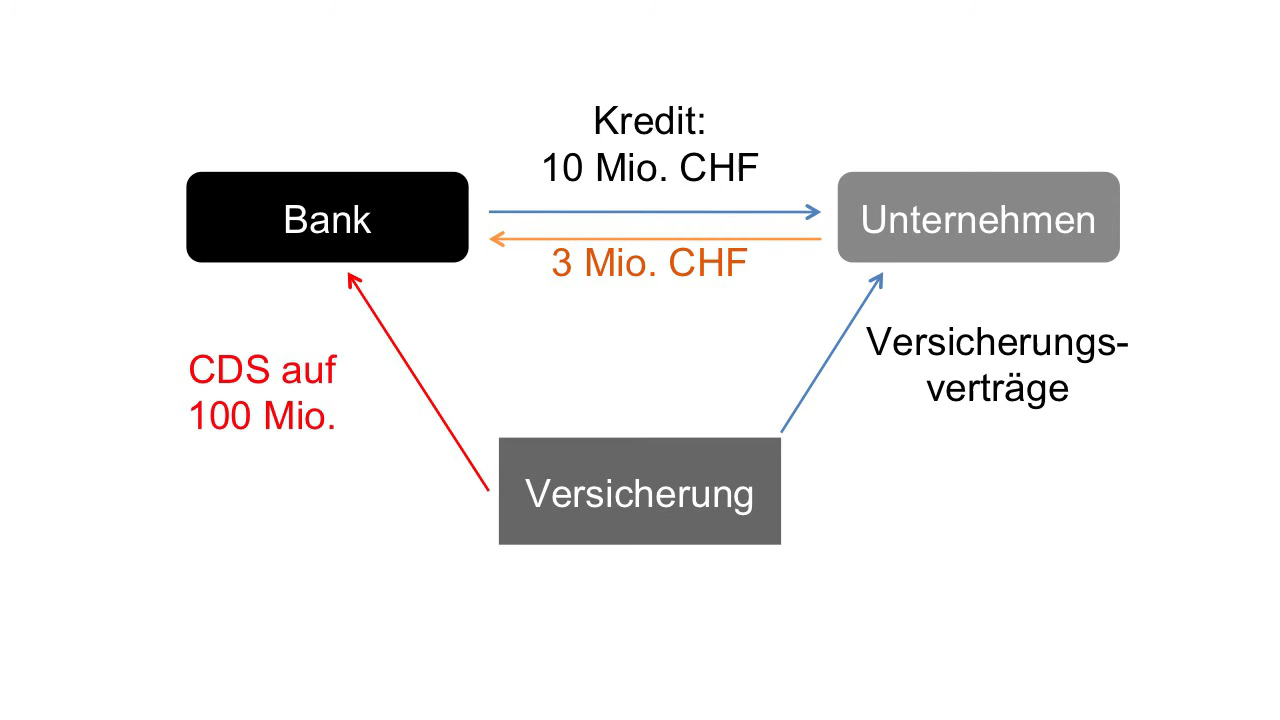 Kredit:
10 Mio. CHF
Bank
Unternehmen
3 Mio. CHF
Versicherungs-
verträge
CDS auf
100 Mio.
Versicherung